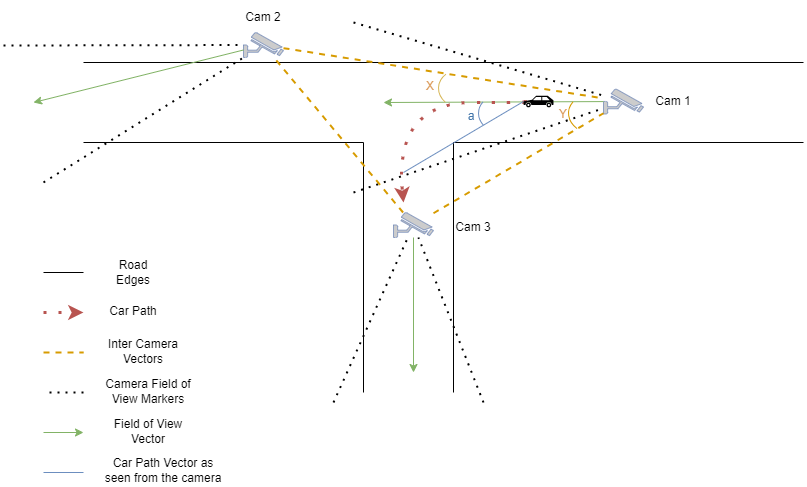 Cam 2
X
Cam 1
a
Y
Cam 3
Road
Edges
Car Path
Inter Camera
Vectors
Camera Field of
View Markers
Field of View
Vector
Car Path Vector as
seen from the camera